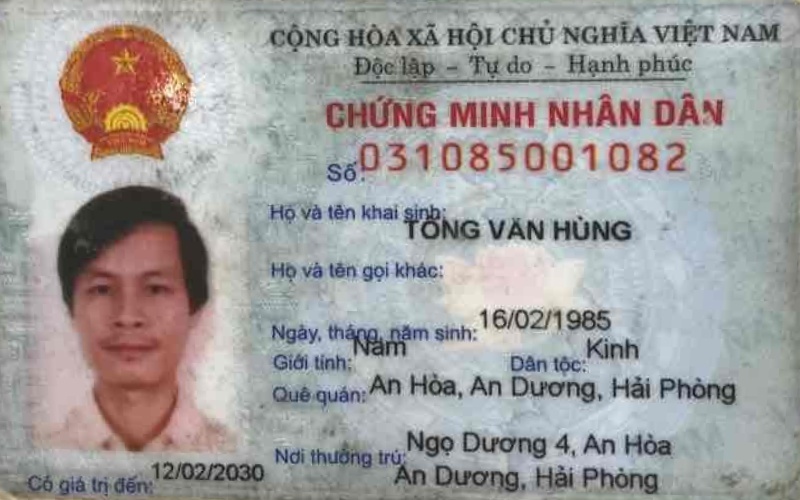 CỘNG HÒA XÃ HỘI CHỦ NGHĨA VIỆT NAM
Độc lập - Tự do - Hạnh phúc
CHỨNG MINH NHÂN DÂN
Số: 031085001082
Họ và tên khai sinh: TỐNG VĂN HÙNG
Họ và tên gọi khác:
Ngày, tháng, năm sinh: 16/02/1985
Giới tính: Nam Dân tộc: Kinh
Quê quán: An Hòa, An Dương, Hải Phòng
Nơi thường trú: Ngọ Dương 4, An Hòa
An Dương, Hải Phòng
Có giá trị đến: 12/02/2030